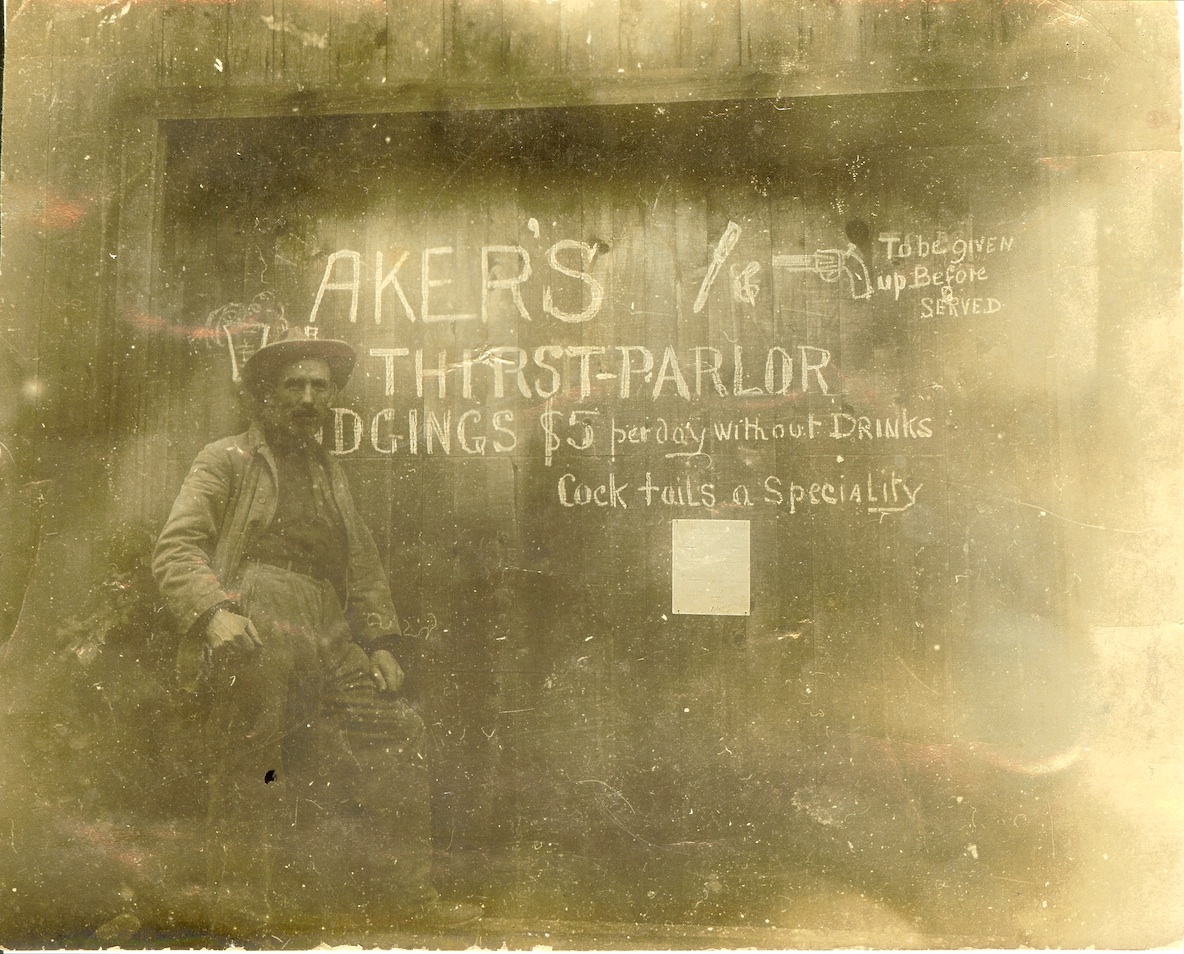 AKER'S
&
To be given
up Before
SERVED
THIRST-PARLOR
DGINGS $5 per day without DRINKS
Cock tails a Speciality